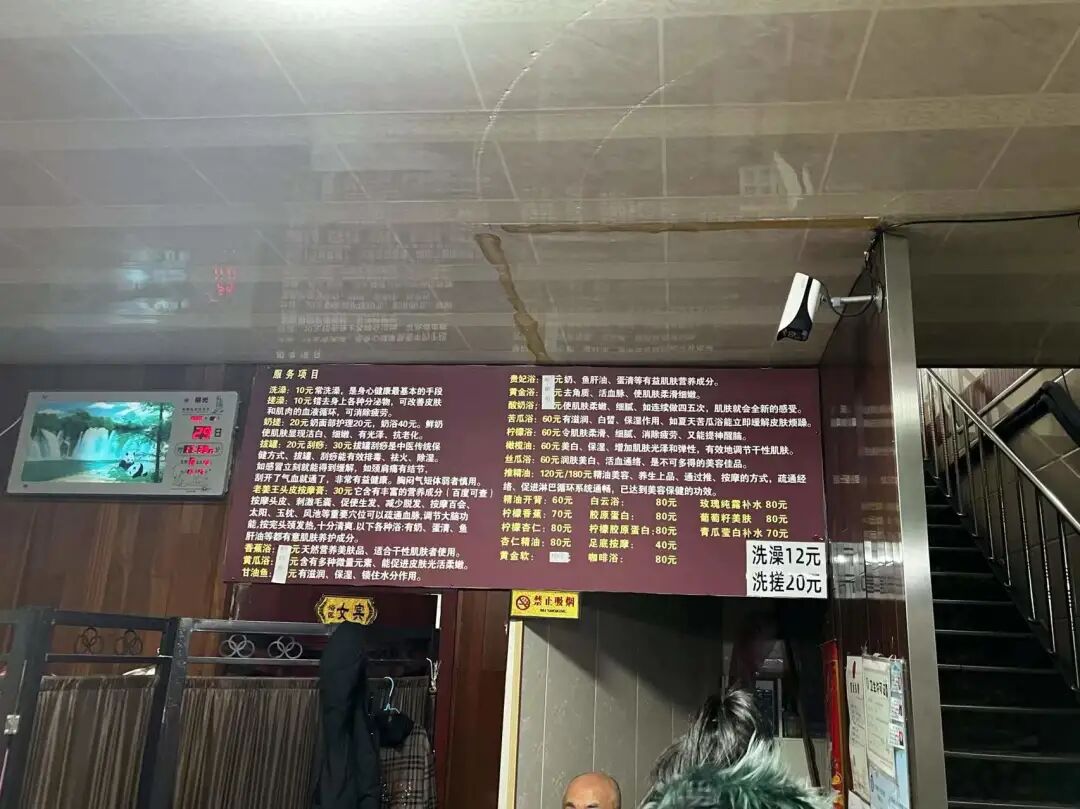 服务项目
洗澡：10元常洗澡，是身心健康最基本的手段
搓澡：10元镨去身上各种分泌物，可改善皮肤
和肌肉的血液循环，可消除疲劳。
奶搓：20元奶面部护理20元，奶浴40元。鲜奶
使肌肤显现洁白、细嫩、有光泽、抗老化。
拔罐：20元刮痧：30元拔罐刮痧是中医传统保
健方式、拔罐、刮痧能有效排毒、祛火、除湿。
如感冒立刻就能得到缓解，如颈肩痛有结节，
刮开了气血就通了，非常有益健康。胸闷气短体弱者慎用。
老姜王头皮按摩膏：30元它含有丰富的营养成分（百度可查）
按摩头皮、刺激毛囊、促使生发、减少脱发、按摩百会、
太阳、玉枕、风池等重要穴位可以疏通血脉，调节大脑功
能，按完头颈发热，十分清爽。以下各种浴：有奶、蛋清、鱼
肝油等都有意肌肤养护成分。
香蕉浴：元天然营养美肤品、适合干性肌肤者使用。
黄瓜浴：元含有多种微量元素、能促进皮肤光活柔嫩。
甘油鱼：元有滋润、保湿、锁住水分作用。
贵妃浴：元奶、鱼肝油、蛋清等有益肌肤营养成分。
黄金浴：元去角质、活血脉、使肌肤柔滑细嫩。
酸奶浴：元使肌肤柔嫩、细腻、如连续做四五次，肌肤就会全新的感受。
苦瓜浴：60元有滋润、白皙、保湿作用、如夏天苦瓜浴能立即缓解皮肤烦躁。
柠檬浴：60元令肌肤柔滑、细腻、消除疲劳、又能提神醒脑。
橄榄油：60元美白、保湿、增加肌肤光泽和弹性，有效地调节干性肌肤。
丝瓜浴：60元润肤美白、活血通络、是不可多得的美容佳品。
推精油：120元/180元精油美容、养生上品、通过推、按摩的方式，疏通经
络、促进淋巴循环系统通畅，已达到美容保健的功效。
精油开背：60元 白云浴：80元 玫瑰纯露补水 80元
柠檬香蕉：70元 胶原蛋白：80元 葡萄籽美肤 80元
柠檬杏仁：80元 柠檬胶原蛋白：80元 青瓜莹白补水 70元
杏仁精油：80元 足底按摩：40元
黄金软： 咖啡浴：80元
洗澡12元
洗搓20元
女宾
禁止吸烟
NO SMOKING
日